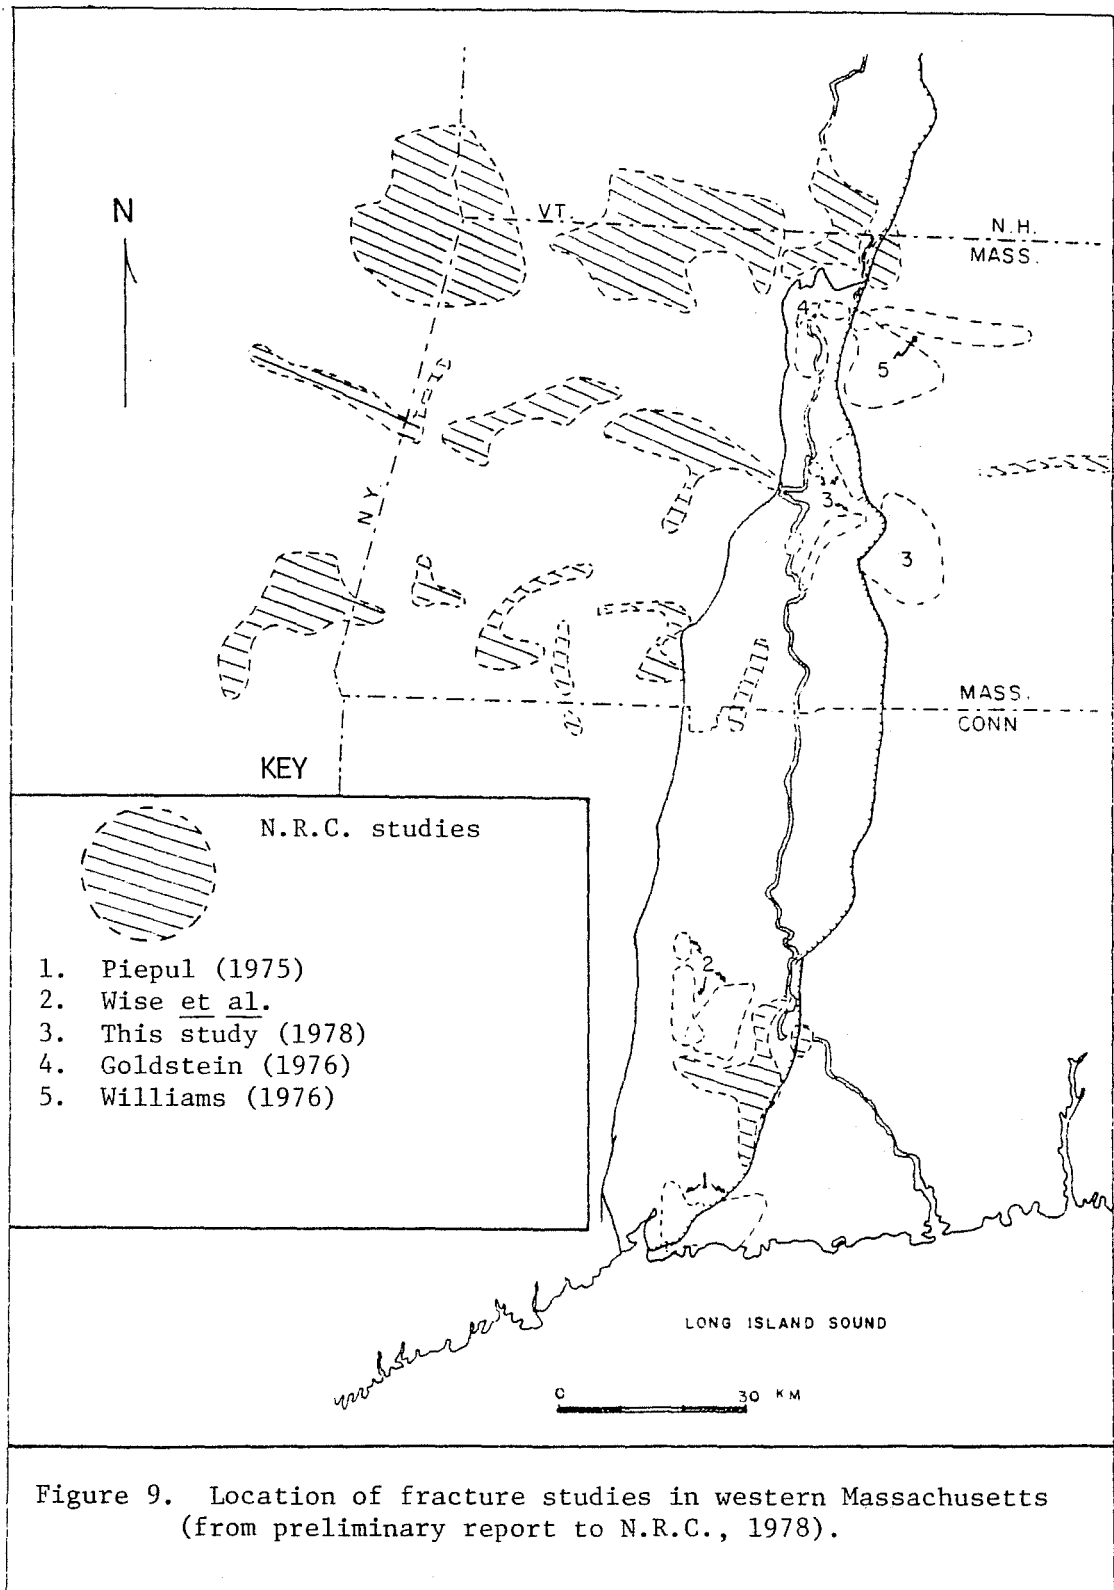 N
VT.
N.H.
MASS.
4
5
N.Y.
3
3
MASS.
CONN
KEY
N.R.C. studies
1. Piepul (1975)
2. Wise et al.
3. This study (1978)
4. Goldstein (1976)
5. Williams (1976)
2
1
LONG ISLAND SOUND
0 30 KM
Figure 9. Location of fracture studies in western Massachusetts
(from preliminary report to N.R.C., 1978).